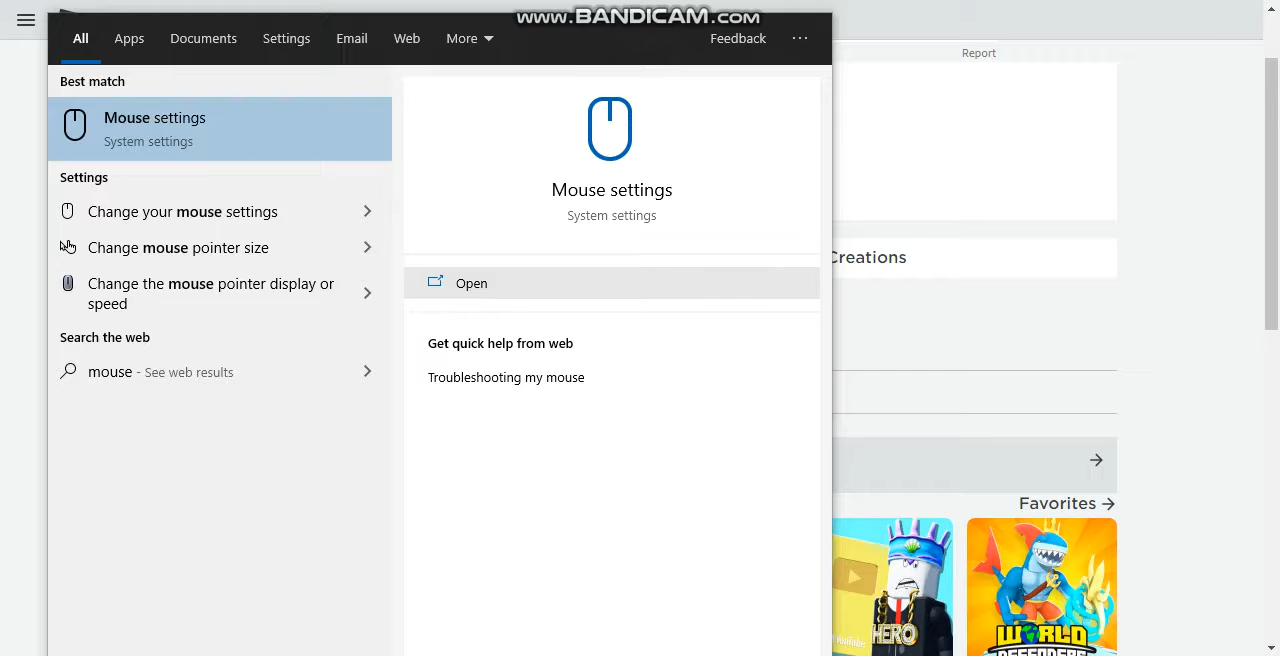 www.BANDICAM.com
All Apps Documents Settings Email Web More Feedback ...
Best match
Mouse settings
System settings
Settings
Change your mouse settings
Change mouse pointer size
Change the mouse pointer display or
speed
Search the web
mouse - See web results
Mouse settings
System settings
Open
Get quick help from web
Troubleshooting my mouse
Report
Creations
Favorites
YouTube
HERO
WORLD
DEFENDERS